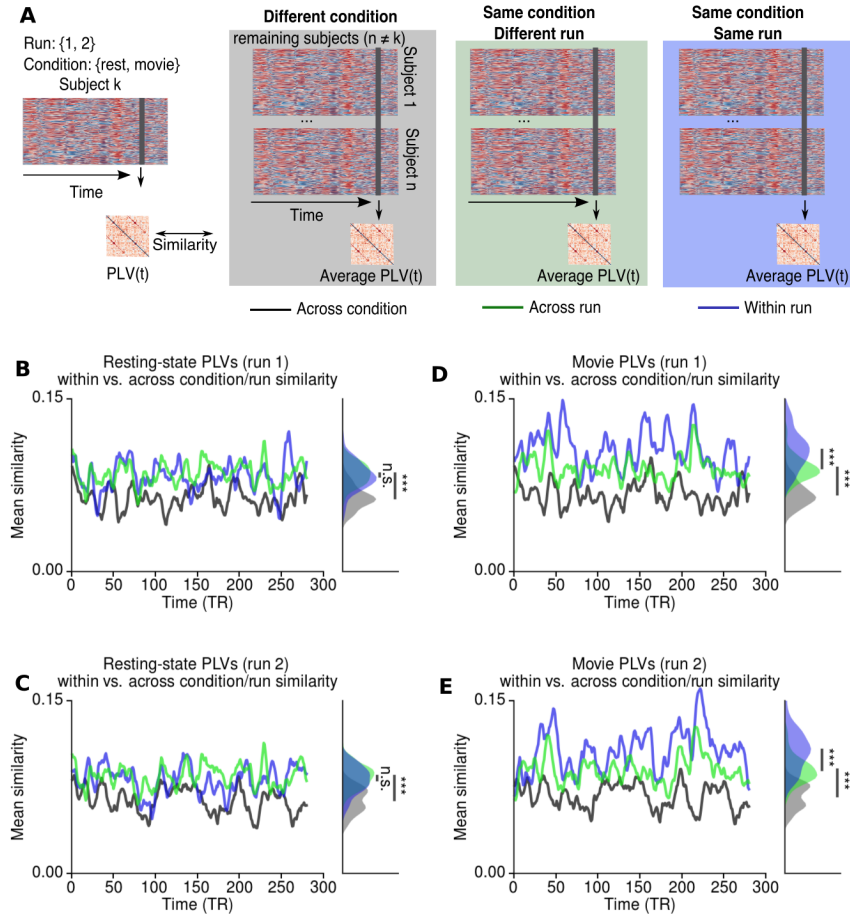 A
Run: {1, 2}
Condition: {rest, movie}
Subject k
Time
PLV(t)
Similarity
Different condition
remaining subjects (n ≠ k)
Subject 1
...
Subject n
Time
Average PLV(t)
Same condition
Different run
...
Average PLV(t)
Same condition
Same run
...
Average PLV(t)
Across condition
Across run
Within run
B
Resting-state PLVs (run 1)
within vs. across condition/run similarity
Mean similarity
0.15
0.00
0 50 100 150 200 250 300
Time (TR)
n.s.
***
D
Movie PLVs (run 1)
within vs. across condition/run similarity
Mean similarity
0.15
0.00
0 50 100 150 200 250 300
Time (TR)
***
***
C
Resting-state PLVs (run 2)
within vs. across condition/run similarity
Mean similarity
0.15
0.00
0 50 100 150 200 250 300
Time (TR)
n.s.
***
E
Movie PLVs (run 2)
within vs. across condition/run similarity
Mean similarity
0.15
0.00
0 50 100 150 200 250 300
Time (TR)
***
***